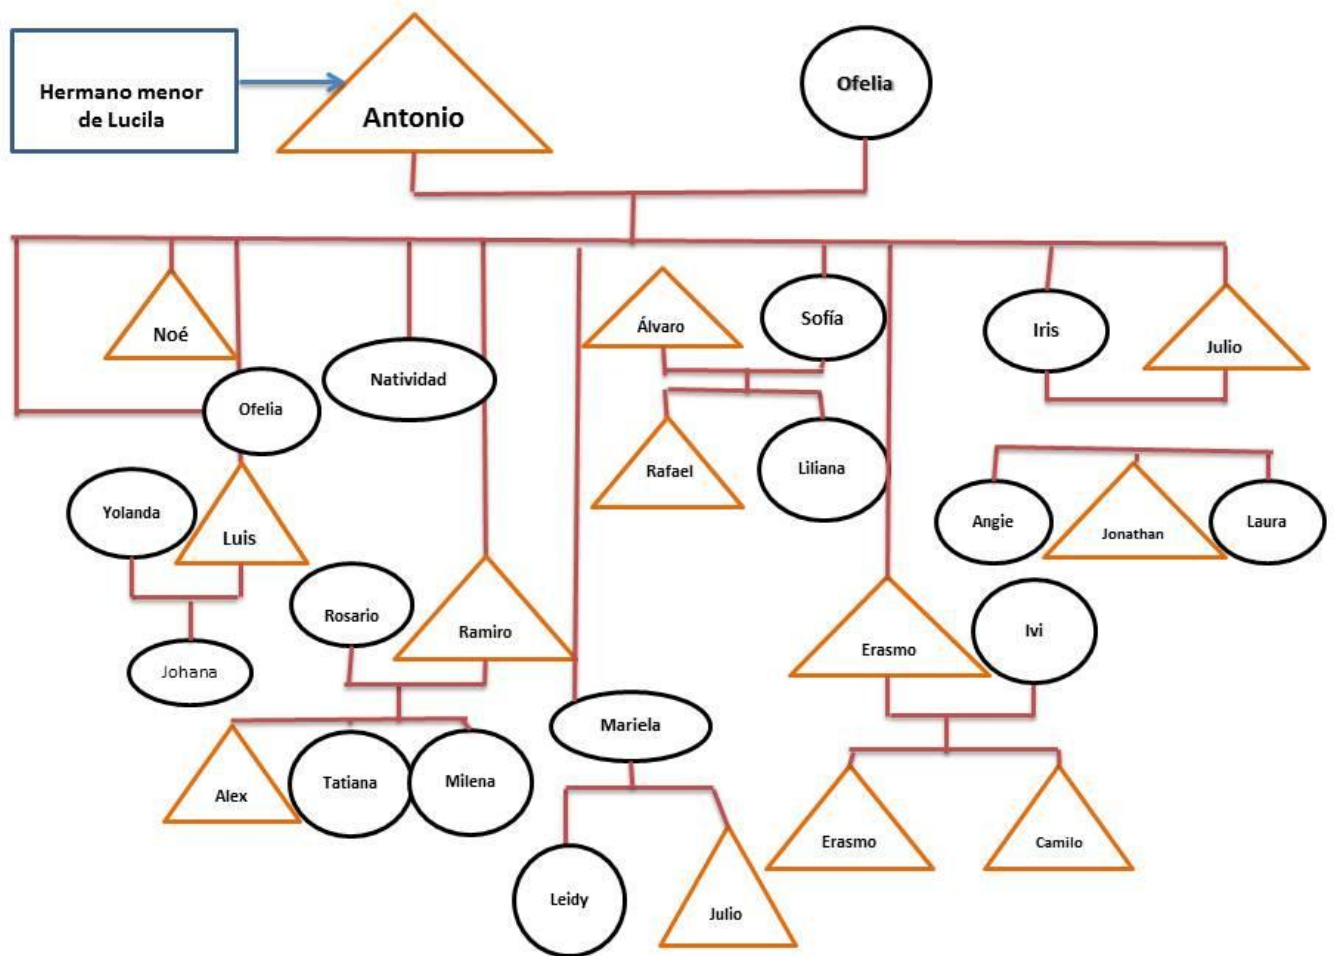 Hermano menor
de Lucila
Antonio
Ofelia
Noé
Natividad
Álvaro
Sofía
Iris
Julio
Ofelia
Rafael
Liliana
Yolanda
Luis
Angie
Jonathan
Laura
Rosario
Ramiro
Erasmo
Ivi
Johana
Mariela
Alex
Tatiana
Milena
Erasmo
Camilo
Leidy
Julio